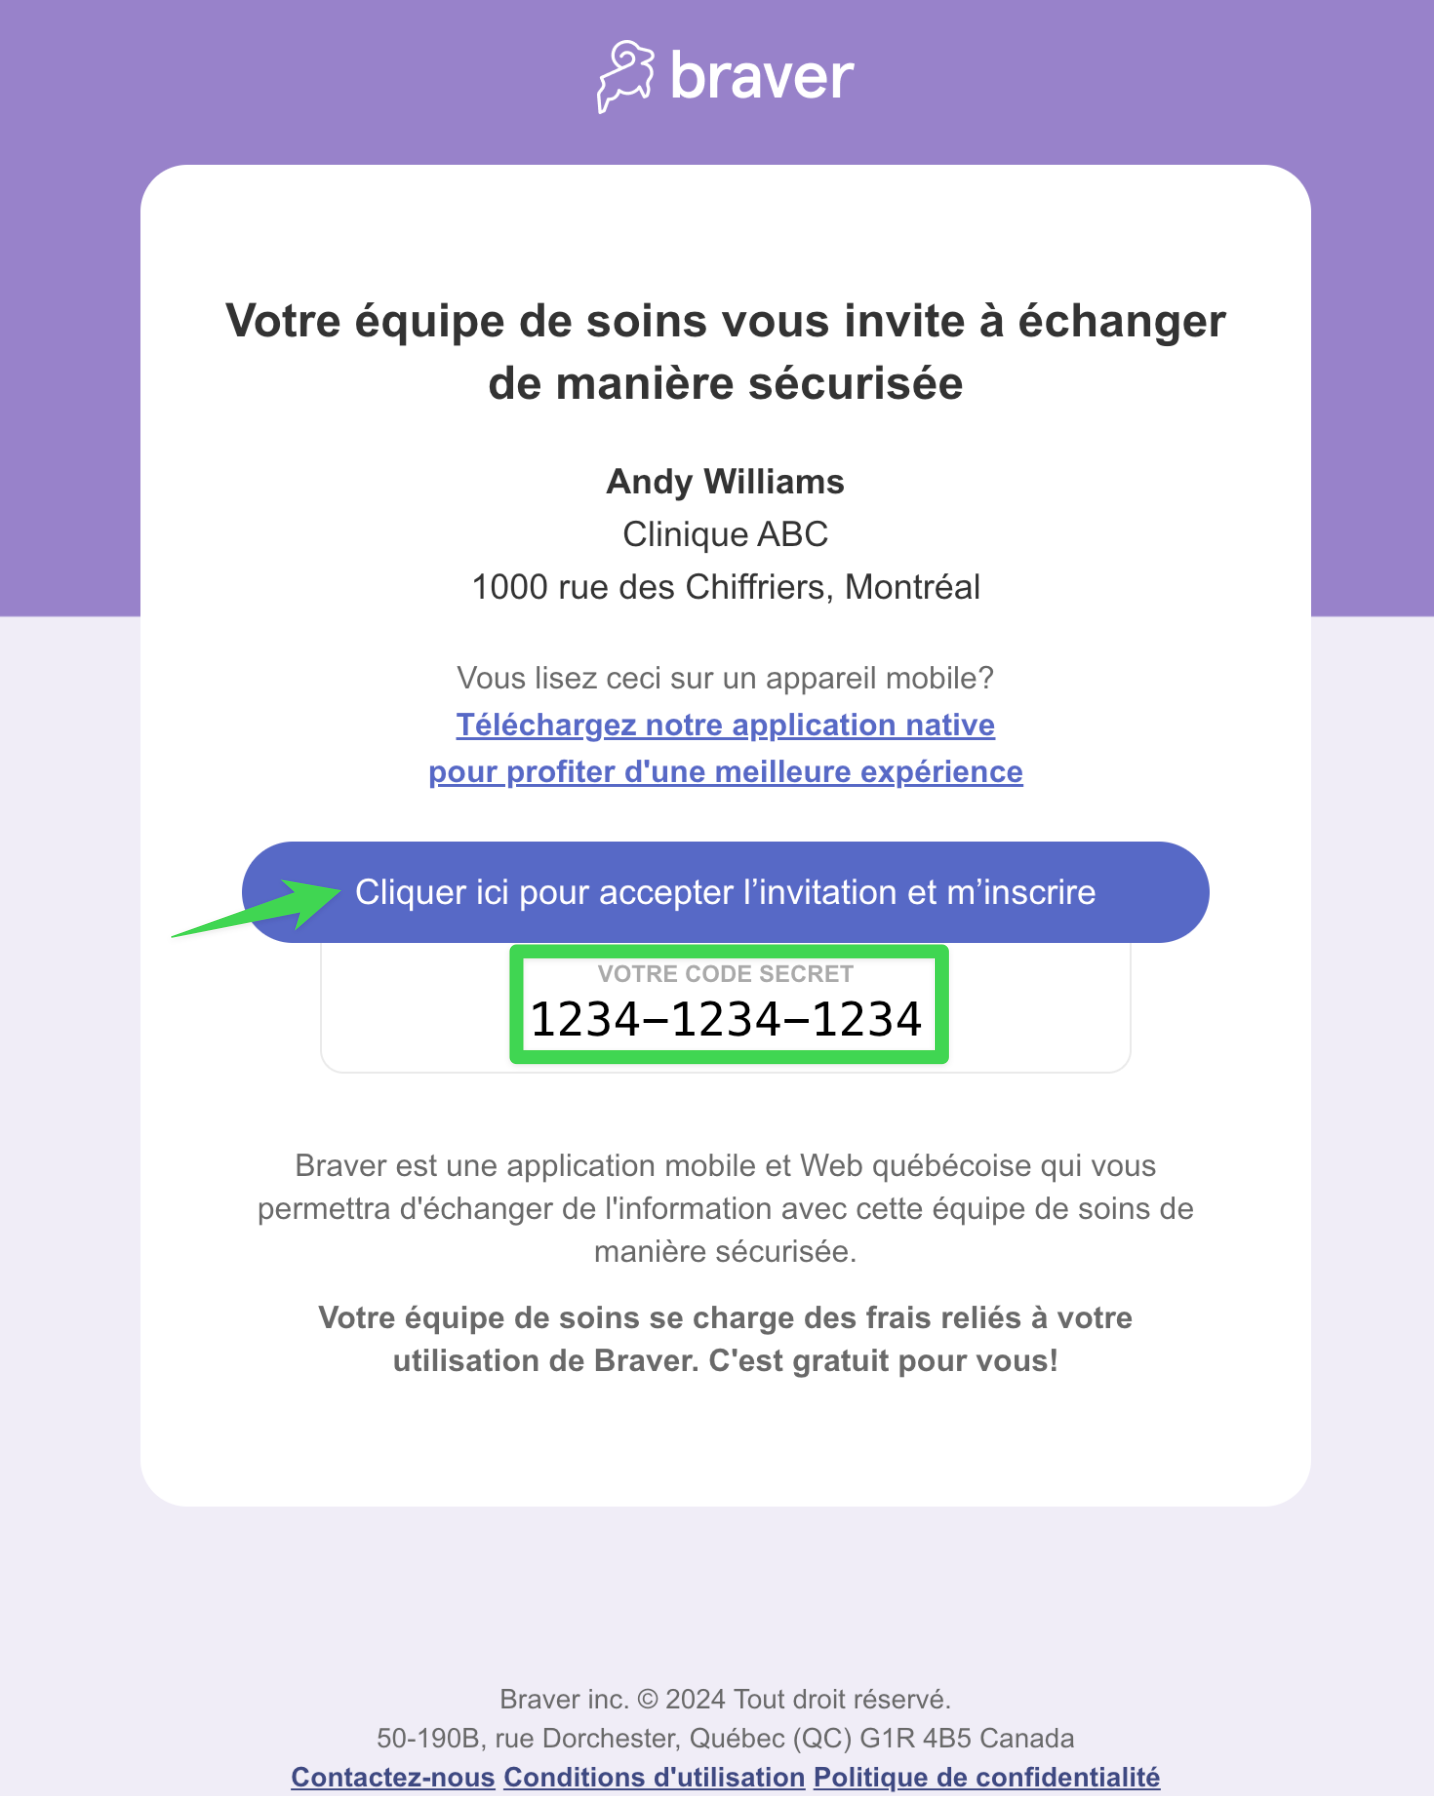 braver
Votre équipe de soins vous invite à échanger
de manière sécurisée
Andy Williams
Clinique ABC
1000 rue des Chiffriers, Montréal
Vous lisez ceci sur un appareil mobile?
Téléchargez notre application native
pour profiter d'une meilleure expérience
Cliquer ici pour accepter l’invitation et m’inscrire
VOTRE CODE SECRET
1234–1234–1234
Braver est une application mobile et Web québécoise qui vous
permettra d'échanger de l'information avec cette équipe de soins de
manière sécurisée.
Votre équipe de soins se charge des frais reliés à votre
utilisation de Braver. C'est gratuit pour vous!
Braver inc. © 2024 Tout droit réservé.
50-190B, rue Dorchester, Québec (QC) G1R 4B5 Canada
Contactez-nous Conditions d'utilisation Politique de confidentialité